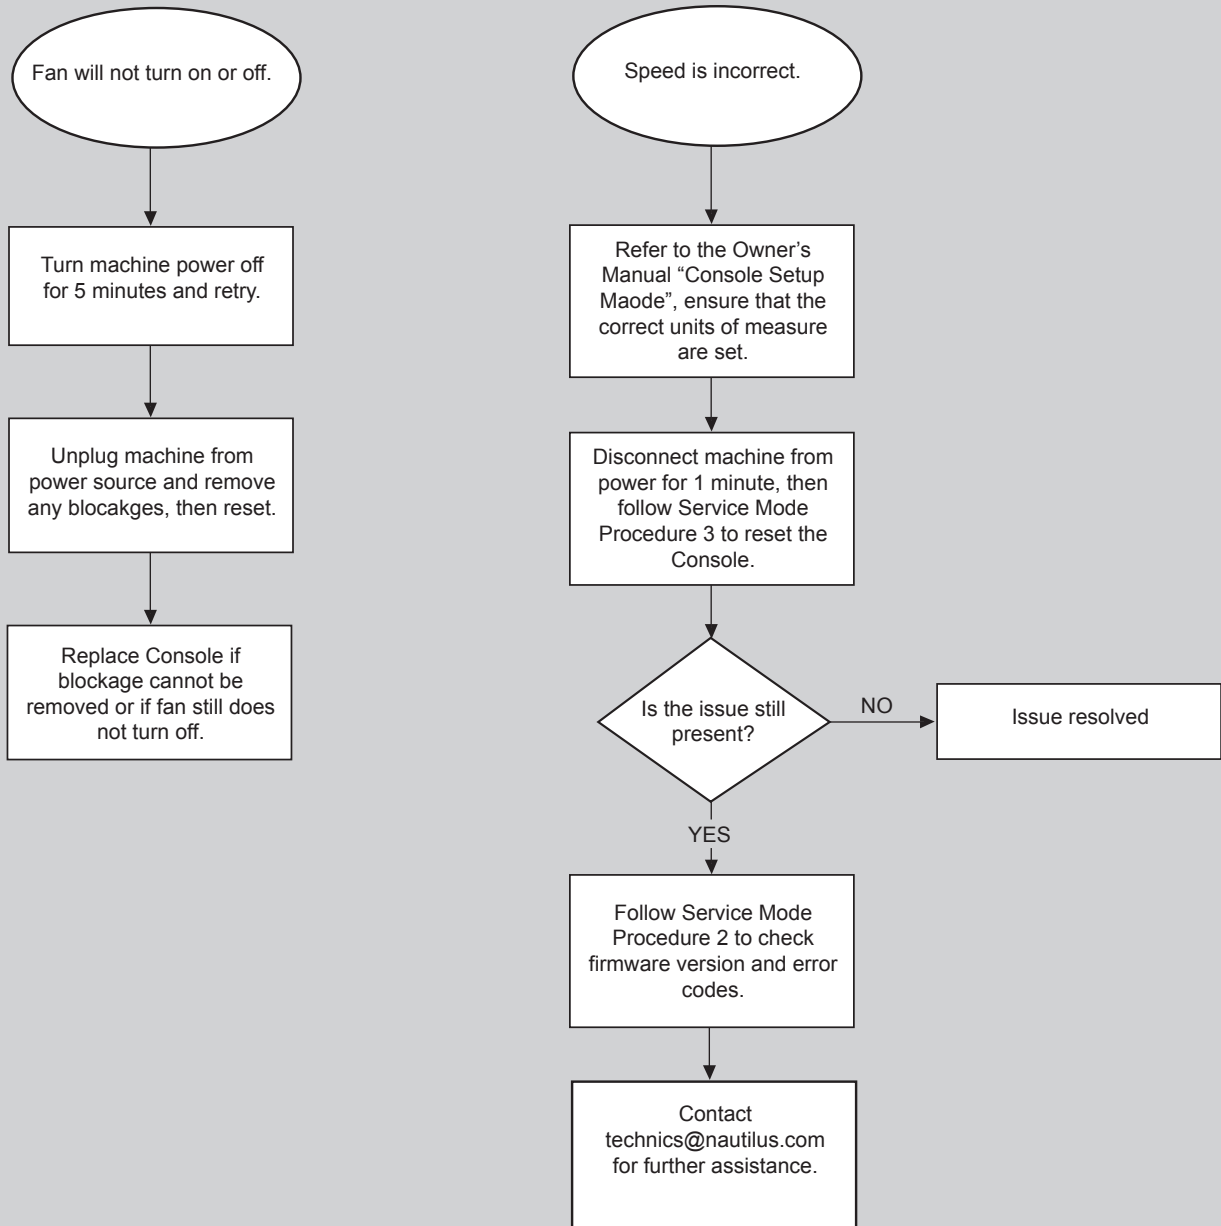 Fan will not turn on or off.
Turn machine power off
for 5 minutes and retry.
Unplug machine from
power source and remove
any blocakges, then reset.
Replace Console if
blockage cannot be
removed or if fan still does
not turn off.
Speed is incorrect.
Refer to the Owner’s
Manual “Console Setup
Maode”, ensure that the
correct units of measure
are set.
Disconnect machine from
power for 1 minute, then
follow Service Mode
Procedure 3 to reset the
Console.
Is the issue still
present?
NO
Issue resolved
YES
Follow Service Mode
Procedure 2 to check
firmware version and error
codes.
Contact
technics@nautilus.com
for further assistance.